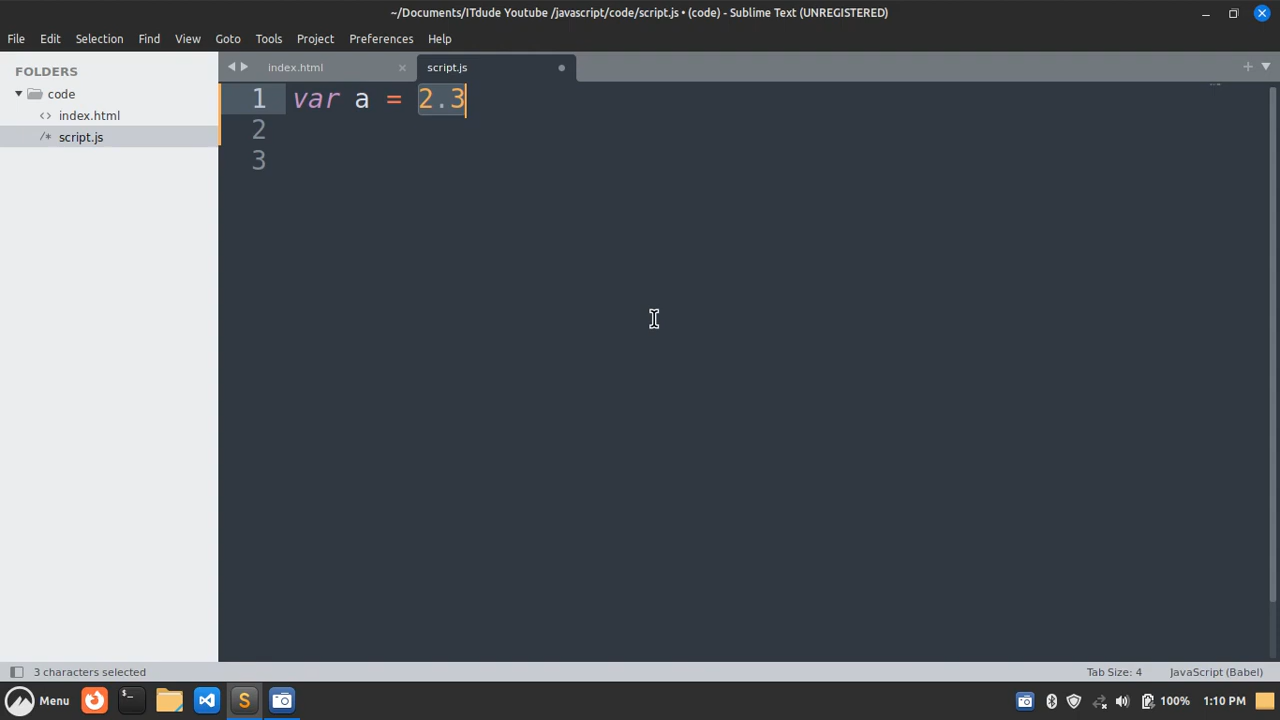 ~/Documents/ITdude Youtube /javascript/code/script.js • (code) - Sublime Text (UNREGISTERED)
File Edit Selection Find View Goto Tools Project Preferences Help
FOLDERS
code
<> index.html
/* script.js
index.html
script.js
1 var a = 2.3
2
3
3 characters selected
Tab Size: 4
JavaScript (Babel)
Menu
100%
1:10 PM